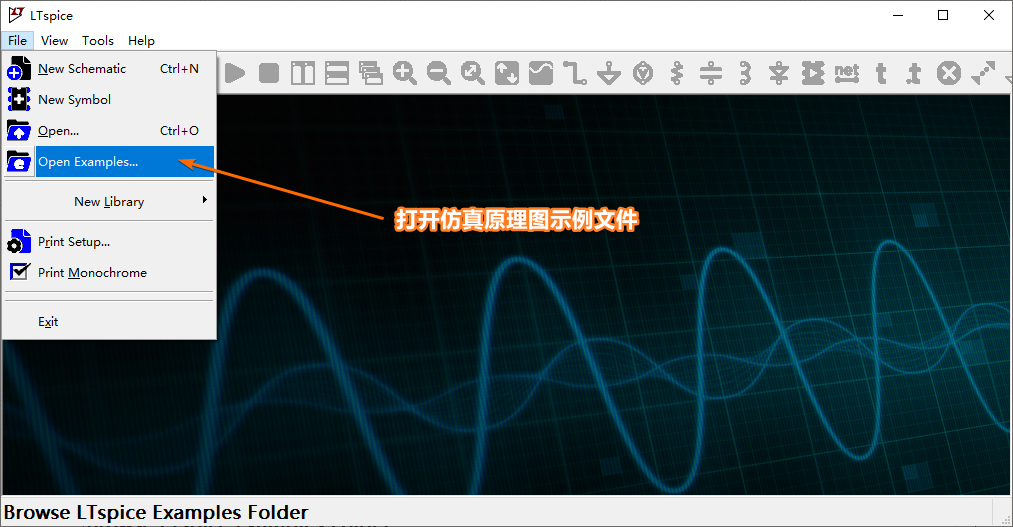 LTspice
File View Tools Help
New Schematic Ctrl+N
New Symbol
Open... Ctrl+O
Open Examples...
New Library
Print Setup...
Print Monochrome
Exit
net
t
t
打开仿真原理图示例文件
Browse LTspice Examples Folder